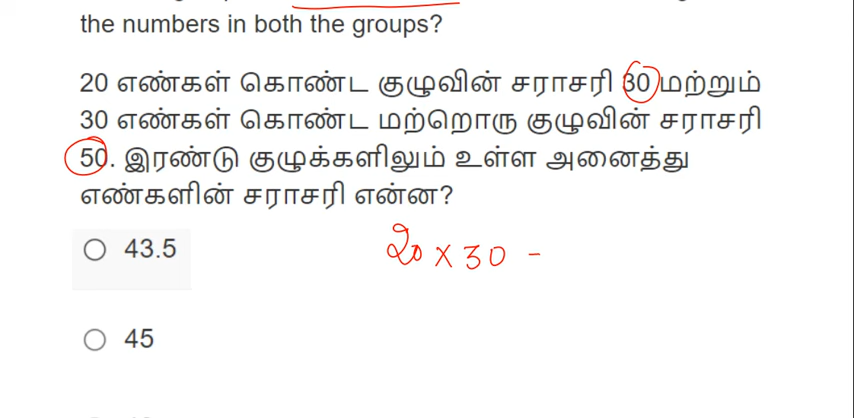 the numbers in both the groups?
20 எண்கள் கொண்ட குழுவின் சராசரி 30 மற்றும்
30 எண்கள் கொண்ட மற்றொரு குழுவின் சராசரி
50. இரண்டு குழுக்களிலும் உள்ள அனைத்து
எண்களின் சராசரி என்ன?
43.5
20 × 30 -
45